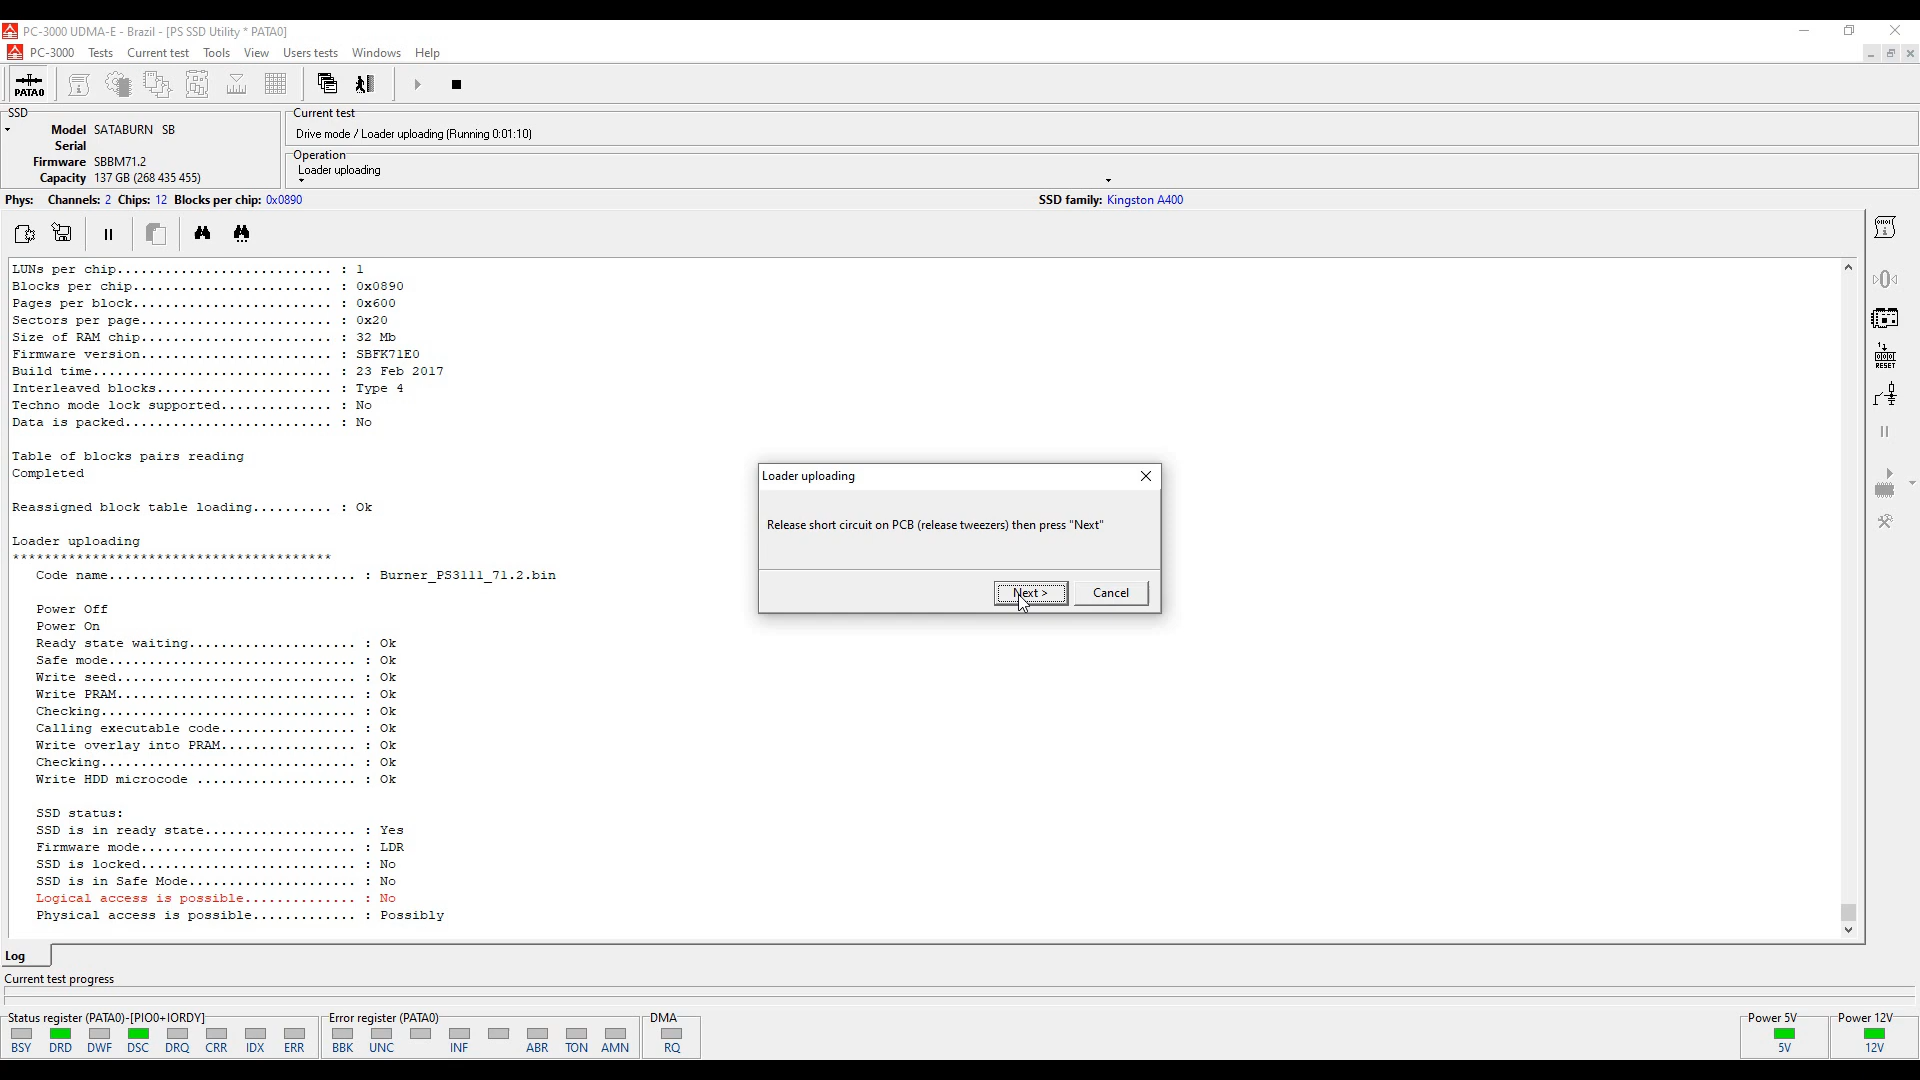 PC-3000 UDMA-E - Brazil - [PS SSD Utility * PATA0]
PC-3000 Tests Current test Tools View Users tests Windows Help
PATA0
SSD
Model SATABURN SB
Serial
Firmware SBBM71.2
Capacity 137 GB (268 435 455)
Current test
Drive mode / Loader uploading (Running 0:01:10)
Operation
Loader uploading
Phys: Channels: 2 Chips: 12 Blocks per chip: 0x0890 SSD family: Kingston A400
LUNs per chip........................... : 1
Blocks per chip......................... : 0x0890
Pages per block......................... : 0x600
Sectors per page........................ : 0x20
Size of RAM chip........................ : 32 Mb
Firmware version........................ : SBFK71E0
Build time.............................. : 23 Feb 2017
Interleaved blocks...................... : Type 4
Techno mode lock supported.............. : No
Data is packed.......................... : No
Table of blocks pairs reading
Completed
Reassigned block table loading.......... : Ok
Loader uploading
****************************************
Code name............................... : Burner_PS3111_71.2.bin
Power Off
Power On
Ready state waiting..................... : Ok
Safe mode............................... : Ok
Write seed.............................. : Ok
Write PRAM.............................. : Ok
Checking................................ : Ok
Calling executable code................. : Ok
Write overlay into PRAM................. : Ok
Checking................................ : Ok
Write HDD microcode .................... : Ok
SSD status:
SSD is in ready state................... : Yes
Firmware mode........................... : LDR
SSD is locked........................... : No
SSD is in Safe Mode..................... : No
Logical access is possible.............. : No
Physical access is possible............. : Possibly
Loader uploading
Release short circuit on PCB (release tweezers) then press "Next"
Next >
Cancel
RESET
Log
Current test progress
Status register (PATA0)-[PIO0+IORDY]
BSY DRD DWF DSC DRQ CRR IDX ERR
Error register (PATA0)
BBK UNC INF ABR TON AMN
DMA
RQ
Power 5V
5V
Power 12V
12V